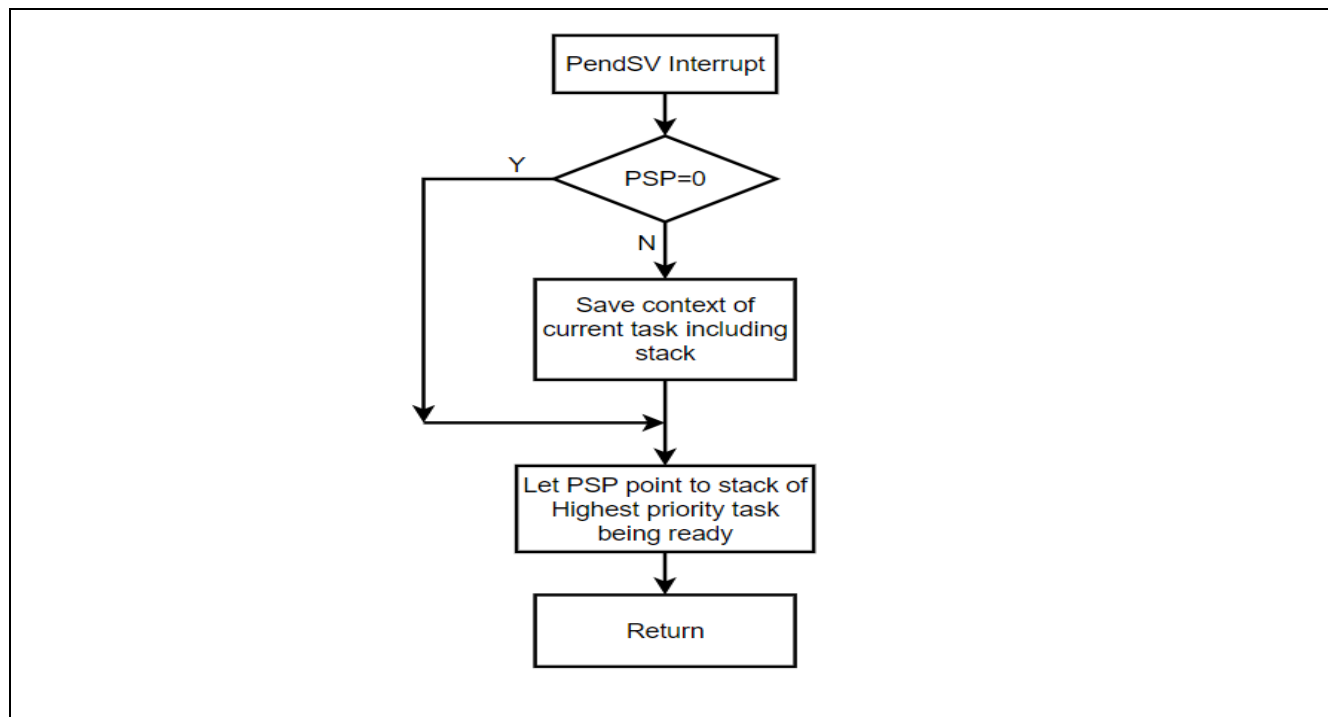 PendSV Interrupt
Y
PSP=0
N
Save context of
current task including
stack
Let PSP point to stack of
Highest priority task
being ready
Return